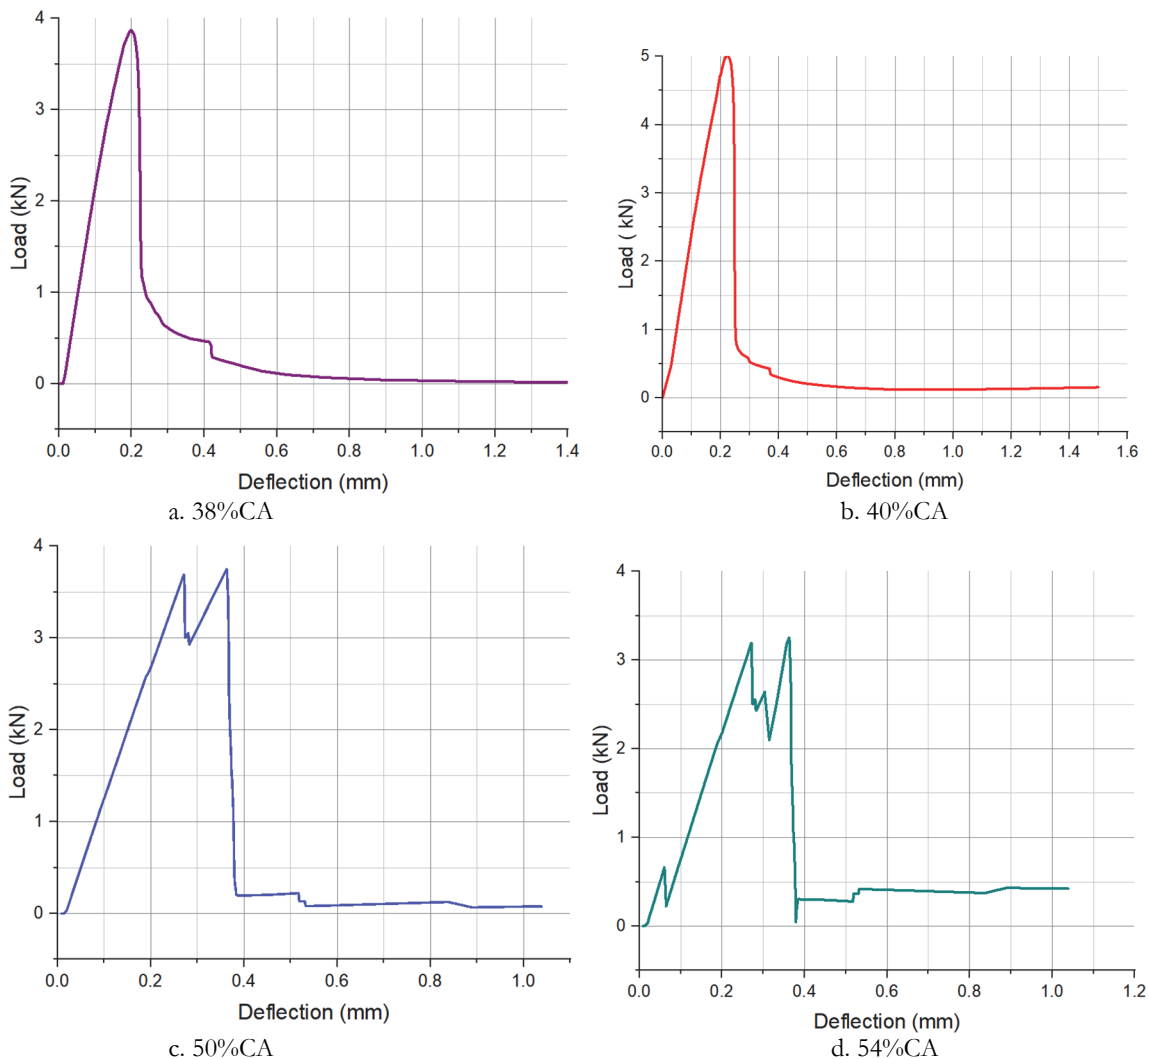 4
3
2
1
0
Load (kN)
0.0 0.2 0.4 0.6 0.8 1.0 1.2 1.4
Deflection (mm)
a. 38%CA
5
4
3
2
1
0
Load ( kN)
0.0 0.2 0.4 0.6 0.8 1.0 1.2 1.4 1.6
Deflection (mm)
b. 40%CA
4
3
2
1
0
Load (kN)
0.0 0.2 0.4 0.6 0.8 1.0
Deflection (mm)
c. 50%CA
4
3
2
1
0
Load (kN)
0.0 0.2 0.4 0.6 0.8 1.0 1.2
Deflection (mm)
d. 54%CA